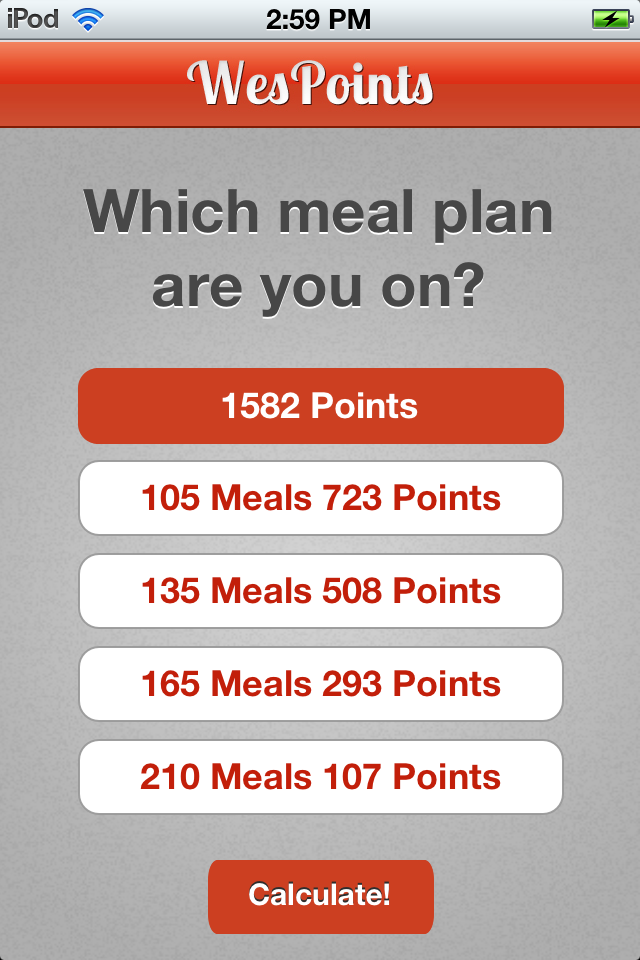 iPod 2:59 PM
WesPoints
Which meal plan
are you on?
1582 Points
105 Meals 723 Points
135 Meals 508 Points
165 Meals 293 Points
210 Meals 107 Points
Calculate!